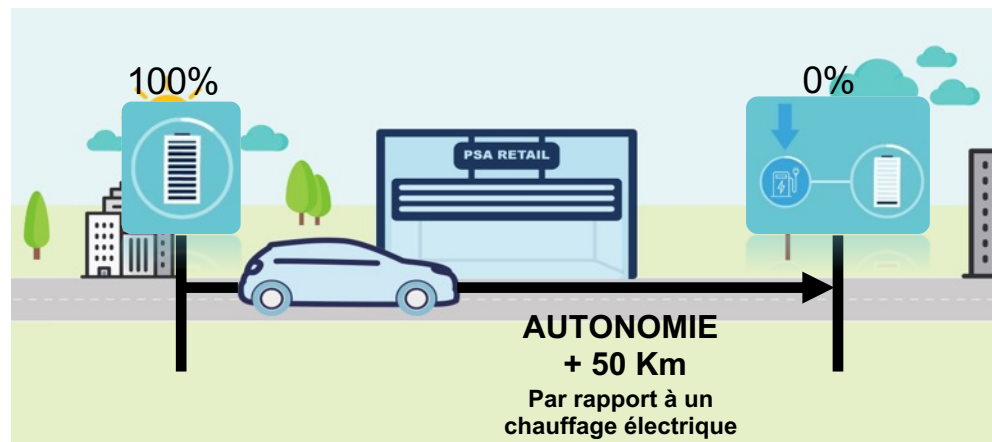 100%
0%
PSA RETAIL
AUTONOMIE
+ 50 Km
Par rapport à un
chauffage électrique